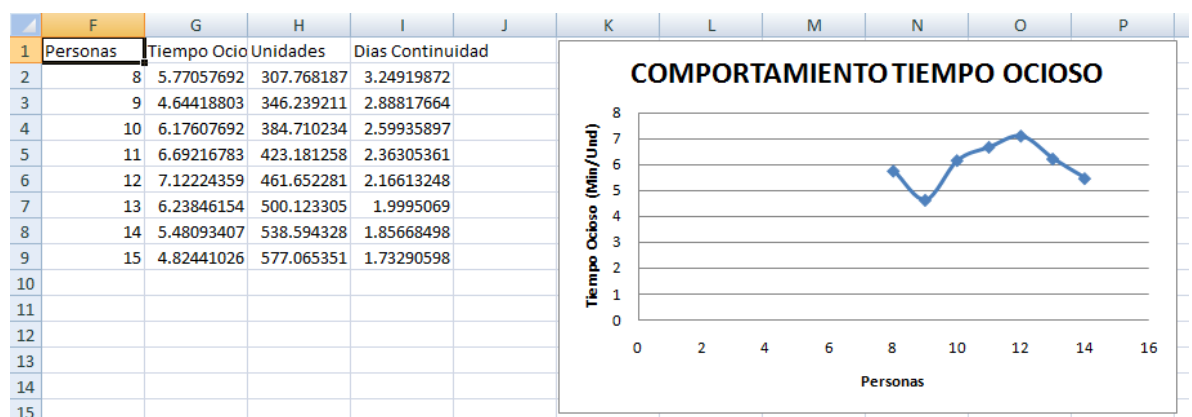 F G H I J K L M N O P
1 Personas Tiempo Ocio Unidades Dias Continuidad
2 8 5.77057692 307.768187 3.24919872
3 9 4.64418803 346.239211 2.88817664
4 10 6.17607692 384.710234 2.59935897
5 11 6.69216783 423.181258 2.36305361
6 12 7.12224359 461.652281 2.16613248
7 13 6.23846154 500.123305 1.9995069
8 14 5.48093407 538.594328 1.85668498
9 15 4.82441026 577.065351 1.73290598
10
11
12
13
14
15
COMPORTAMIENTO TIEMPO OCIOSO
Tiempo Ocioso (Min/Und)
8
7
6
5
4
3
2
1
0
0 2 4 6 8 10 12 14 16
Personas